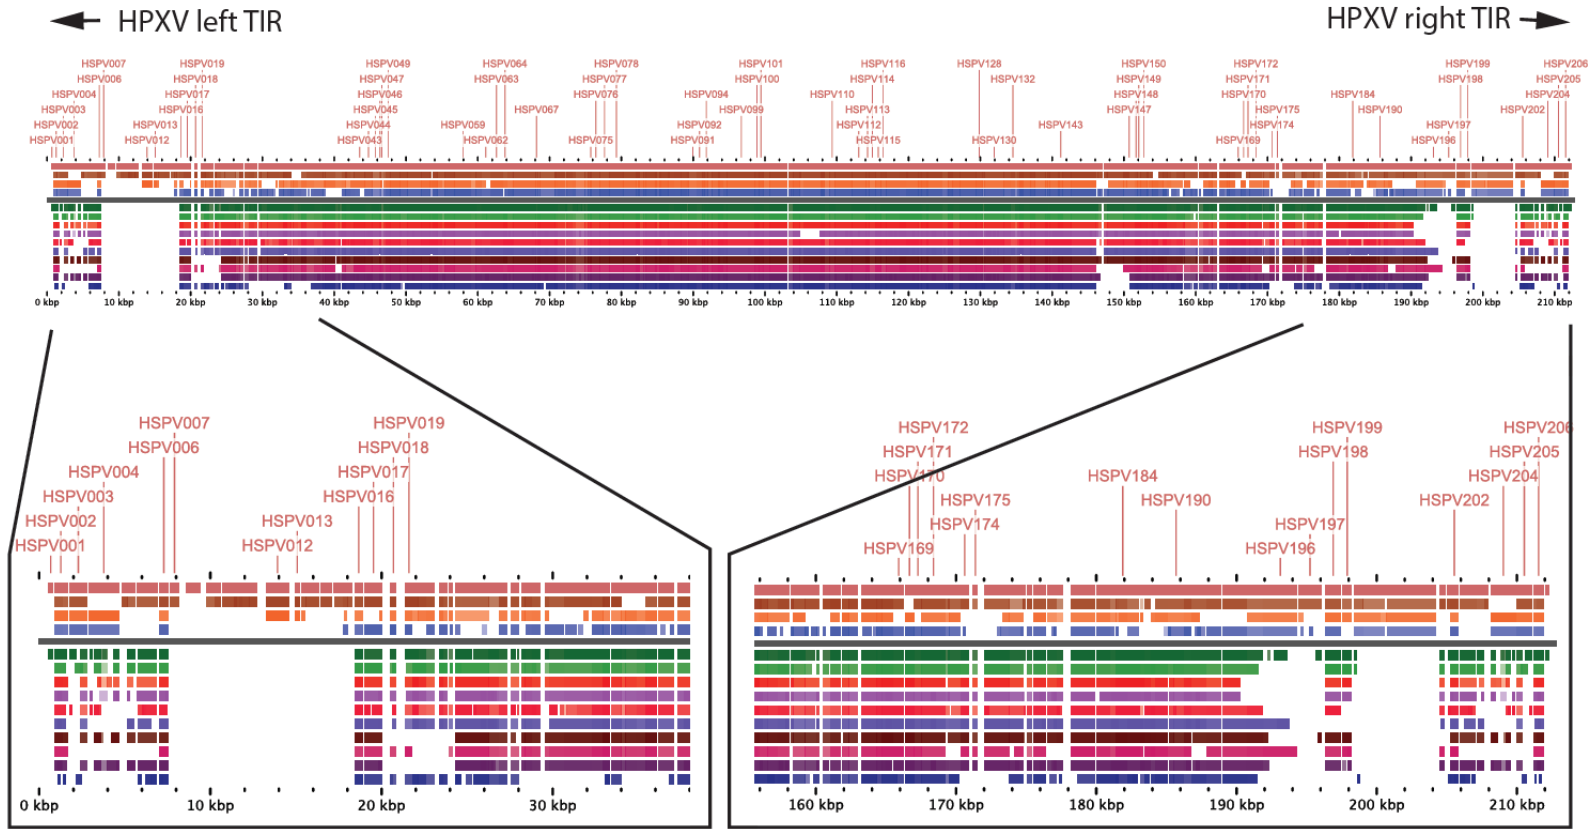 HPXV left TIR
HPXV right TIR
HSPV007 HSPV019 HSPV049 HSPV064 HSPV078 HSPV101 HSPV116 HSPV128 HSPV150 HSPV172 HSPV199 HSPV206
HSPV006 HSPV018 HSPV047 HSPV063 HSPV077 HSPV100 HSPV114 HSPV132 HSPV149 HSPV171 HSPV198 HSPV205
HSPV004 HSPV017 HSPV046 HSPV076 HSPV094 HSPV110 HSPV148 HSPV170 HSPV184 HSPV204
HSPV003 HSPV016 HSPV045 HSPV067 HSPV099 HSPV113 HSPV147 HSPV175 HSPV190 HSPV202
HSPV002 HSPV013 HSPV044 HSPV059 HSPV092 HSPV112 HSPV143 HSPV174 HSPV197
HSPV001 HSPV012 HSPV043 HSPV062 HSPV075 HSPV091 HSPV115 HSPV130 HSPV169 HSPV196
0 kbp 10 kbp 20 kbp 30 kbp 40 kbp 50 kbp 60 kbp 70 kbp 80 kbp 90 kbp 100 kbp 110 kbp 120 kbp 130 kbp 140 kbp 150 kbp 160 kbp 170 kbp 180 kbp 190 kbp 200 kbp 210 kbp
HSPV007 HSPV019
HSPV006 HSPV018
HSPV004 HSPV017
HSPV003 HSPV016
HSPV002 HSPV013
HSPV001 HSPV012
0 kbp 10 kbp 20 kbp 30 kbp
HSPV172 HSPV199 HSPV206
HSPV171 HSPV198 HSPV205
HSPV170 HSPV184 HSPV204
HSPV175 HSPV190 HSPV202
HSPV174 HSPV197
HSPV169 HSPV196
160 kbp 170 kbp 180 kbp 190 kbp 200 kbp 210 kbp